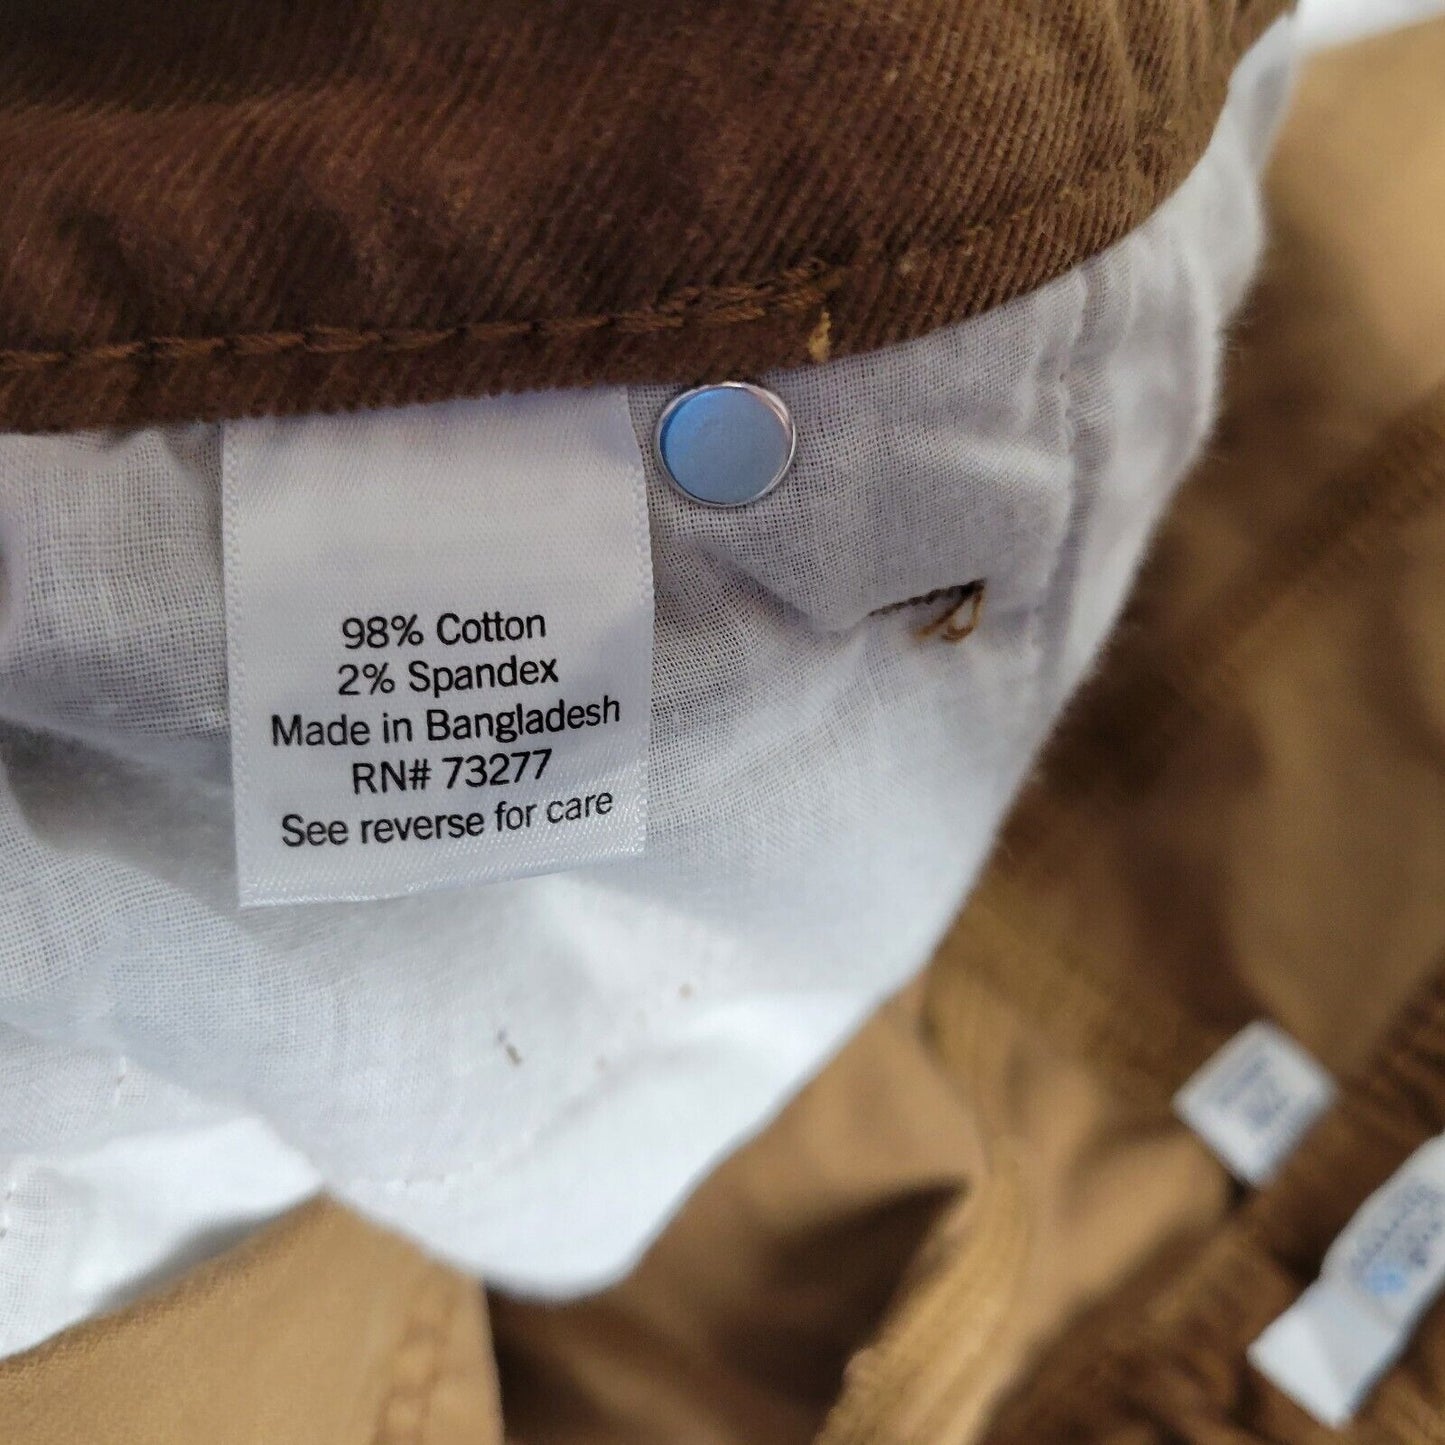 98% Cotton
2% Spandex
Made in Bangladesh
RN# 73277
See reverse for care